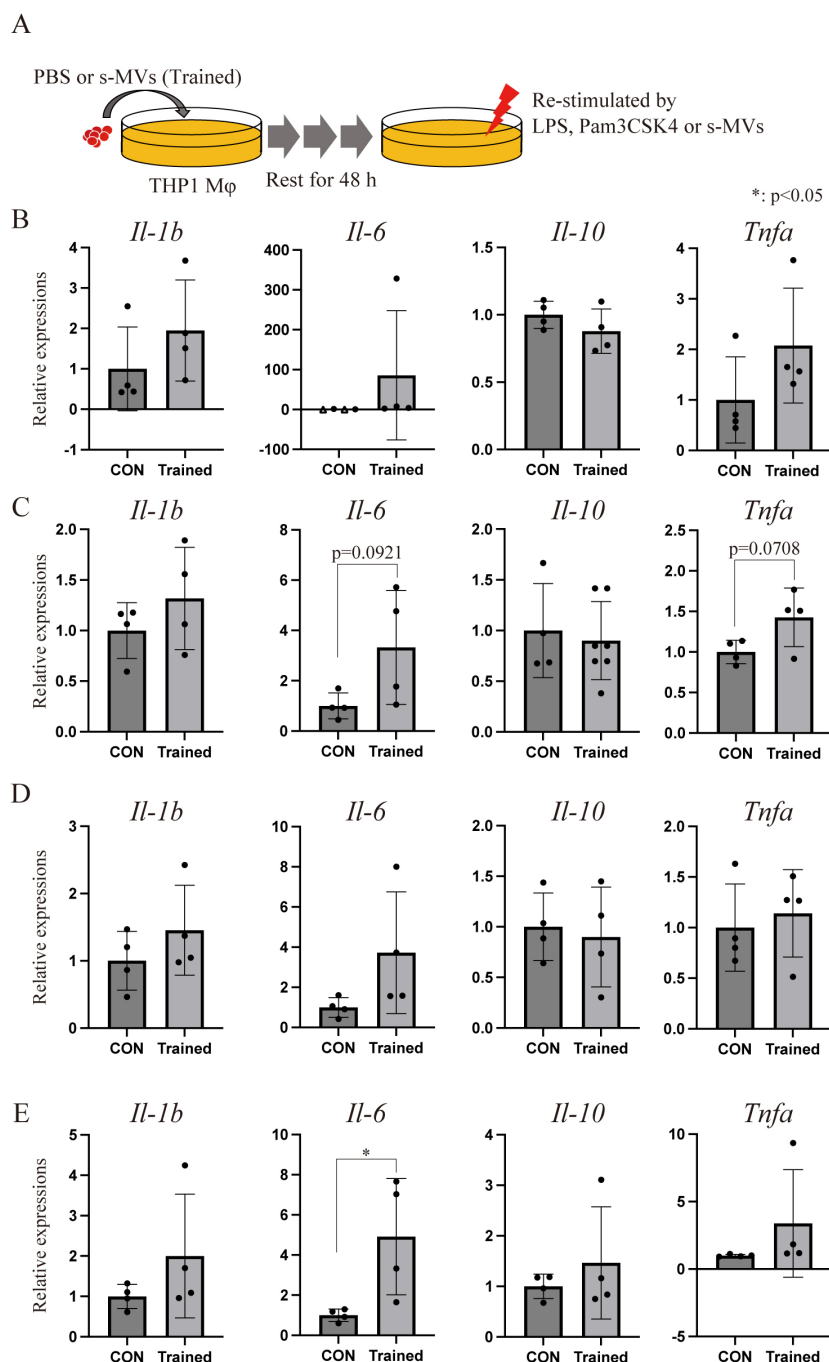 A
PBS or s-MVs (Trained)
THP1 Mφ
Rest for 48 h
Re-stimulated by
LPS, Pam3CSK4 or s-MVs
*: p<0.05
B
Il-1b
Il-6
Il-10
Tnfa
Relative expressions
4
3
2
1
0
-1
CON Trained
400
300
200
100
0
-100
CON Trained
1.5
1.0
0.5
0.0
CON Trained
4
3
2
1
0
CON Trained
C
Il-1b
Il-6
Il-10
Tnfa
Relative expressions
2.0
1.5
1.0
0.5
0.0
CON Trained
p=0.0921
8
6
4
2
0
CON Trained
2.0
1.5
1.0
0.5
0.0
CON Trained
p=0.0708
2.5
2.0
1.5
1.0
0.5
0.0
CON Trained
D
Il-1b
Il-6
Il-10
Tnfa
Relative expressions
3
2
1
0
CON Trained
10
8
6
4
2
0
CON Trained
2.0
1.5
1.0
0.5
0.0
CON Trained
2.0
1.5
1.0
0.5
0.0
CON Trained
E
Il-1b
Il-6
Il-10
Tnfa
Relative expressions
5
4
3
2
1
0
CON Trained
*
10
8
6
4
2
0
CON Trained
4
3
2
1
0
CON Trained
10
5
0
-5
CON Trained